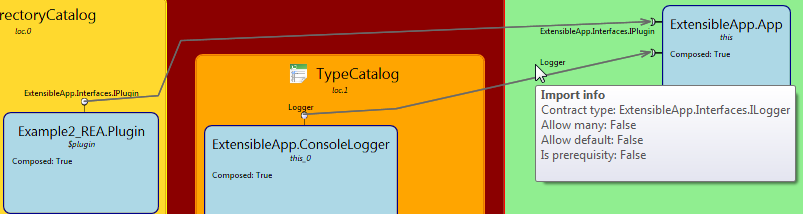 rectoryCatalog
loc.0
ExtensibleApp.Interfaces.IPlugin
Example2_REA.Plugin
$plugin
Composed: True
TypeCatalog
loc.1
Logger
ExtensibleApp.ConsoleLogger
this_0
Composed: True
ExtensibleApp.Interfaces.IPlugin
Logger
ExtensibleApp.App
this
Composed: True
Import info
Contract type: ExtensibleApp.Interfaces.ILogger
Allow many: False
Allow default: False
Is prerequisity: False